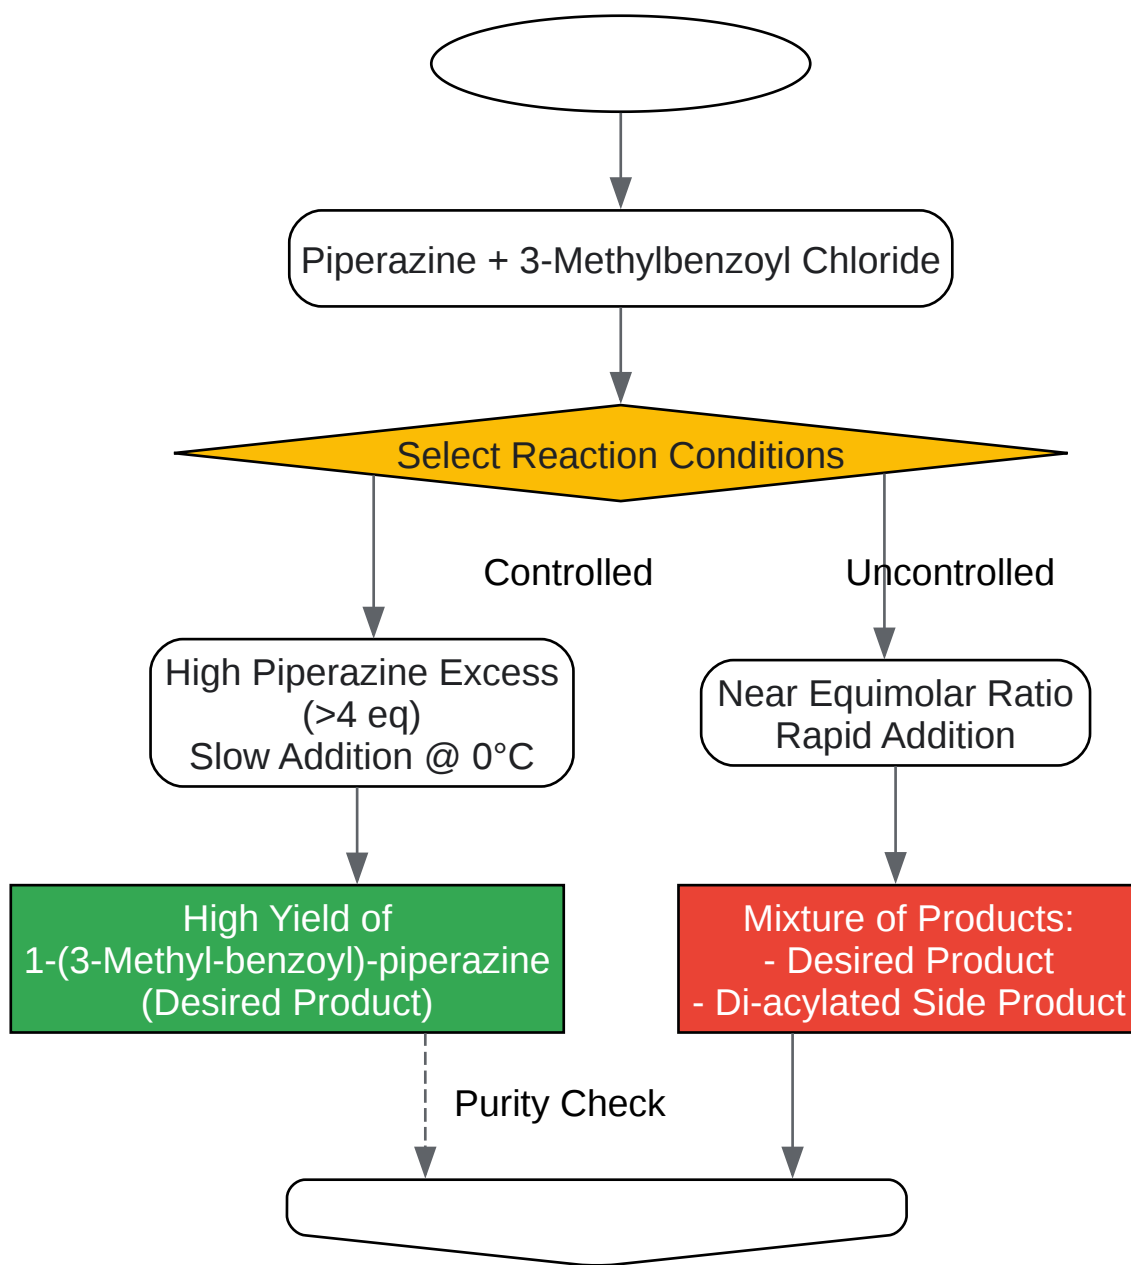 Piperazine + 3-Methylbenzoyl Chloride
Select Reaction Conditions
Controlled
Uncontrolled
High Piperazine Excess
(>4 eq)
Slow Addition @ 0°C
Near Equimolar Ratio
Rapid Addition
High Yield of
1-(3-Methyl-benzoyl)-piperazine
(Desired Product)
Mixture of Products:
- Desired Product
- Di-acylated Side Product
Purity Check